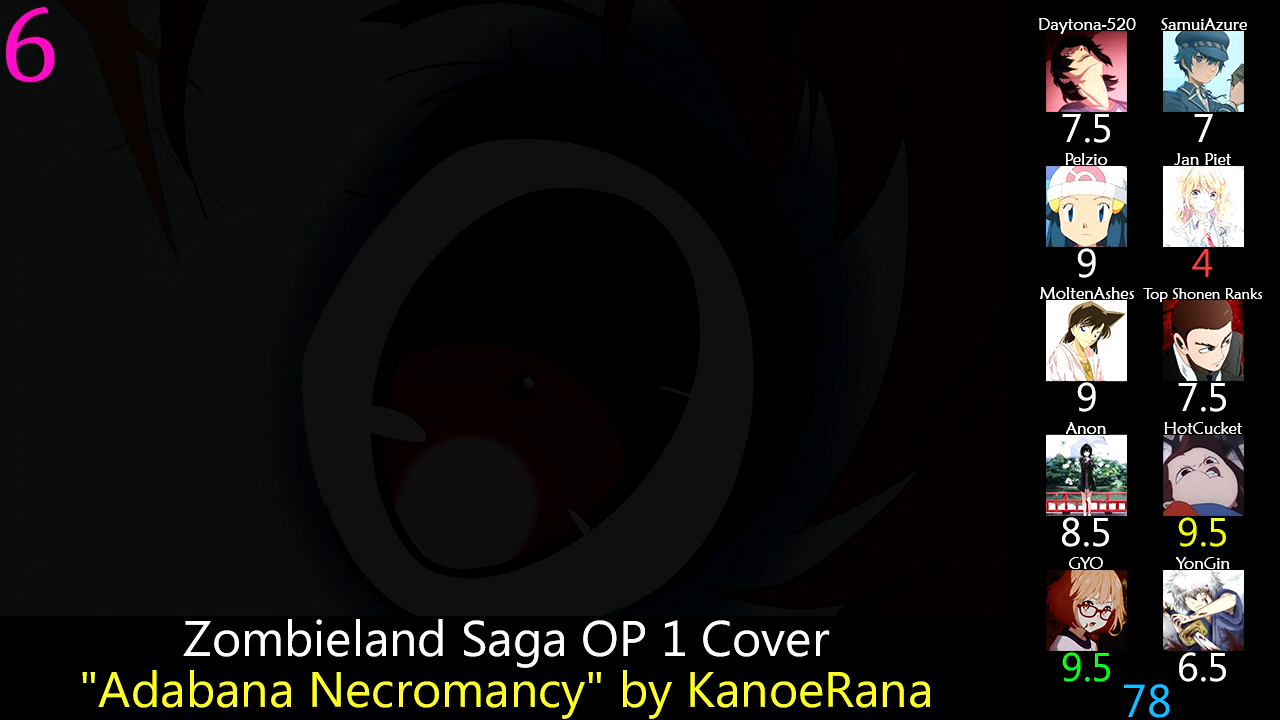 6
Daytona-520 SamuiAzure
7.5 7
Pelzio Jan Piet
9 4
MoltenAshes Top Shonen Ranks
9 7.5
Anon HotCucket
8.5 9.5
GYO YonGin
9.5 6.5
78
Zombieland Saga OP 1 Cover
"Adabana Necromancy" by KanoeRana